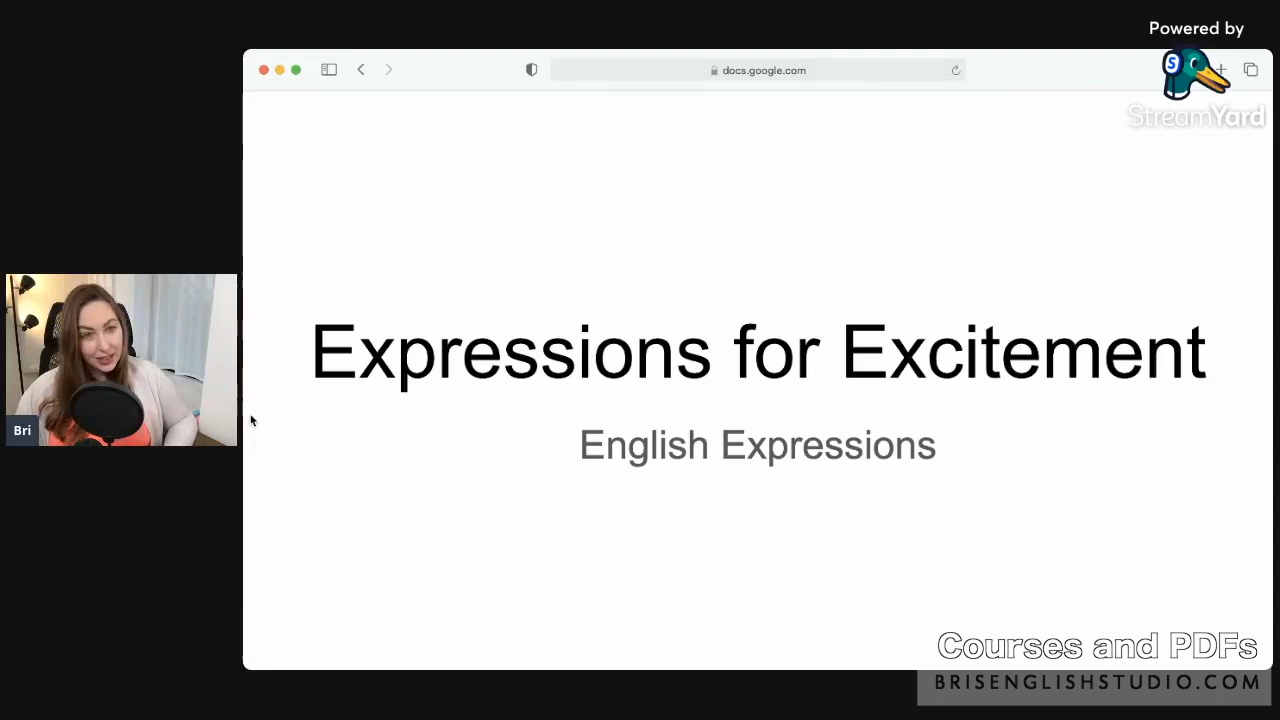 Powered by
docs.google.com
S
StreamYard
Expressions for Excitement
English Expressions
Bri
Courses and PDFs
BRISENGLISHSTUDIO.COM